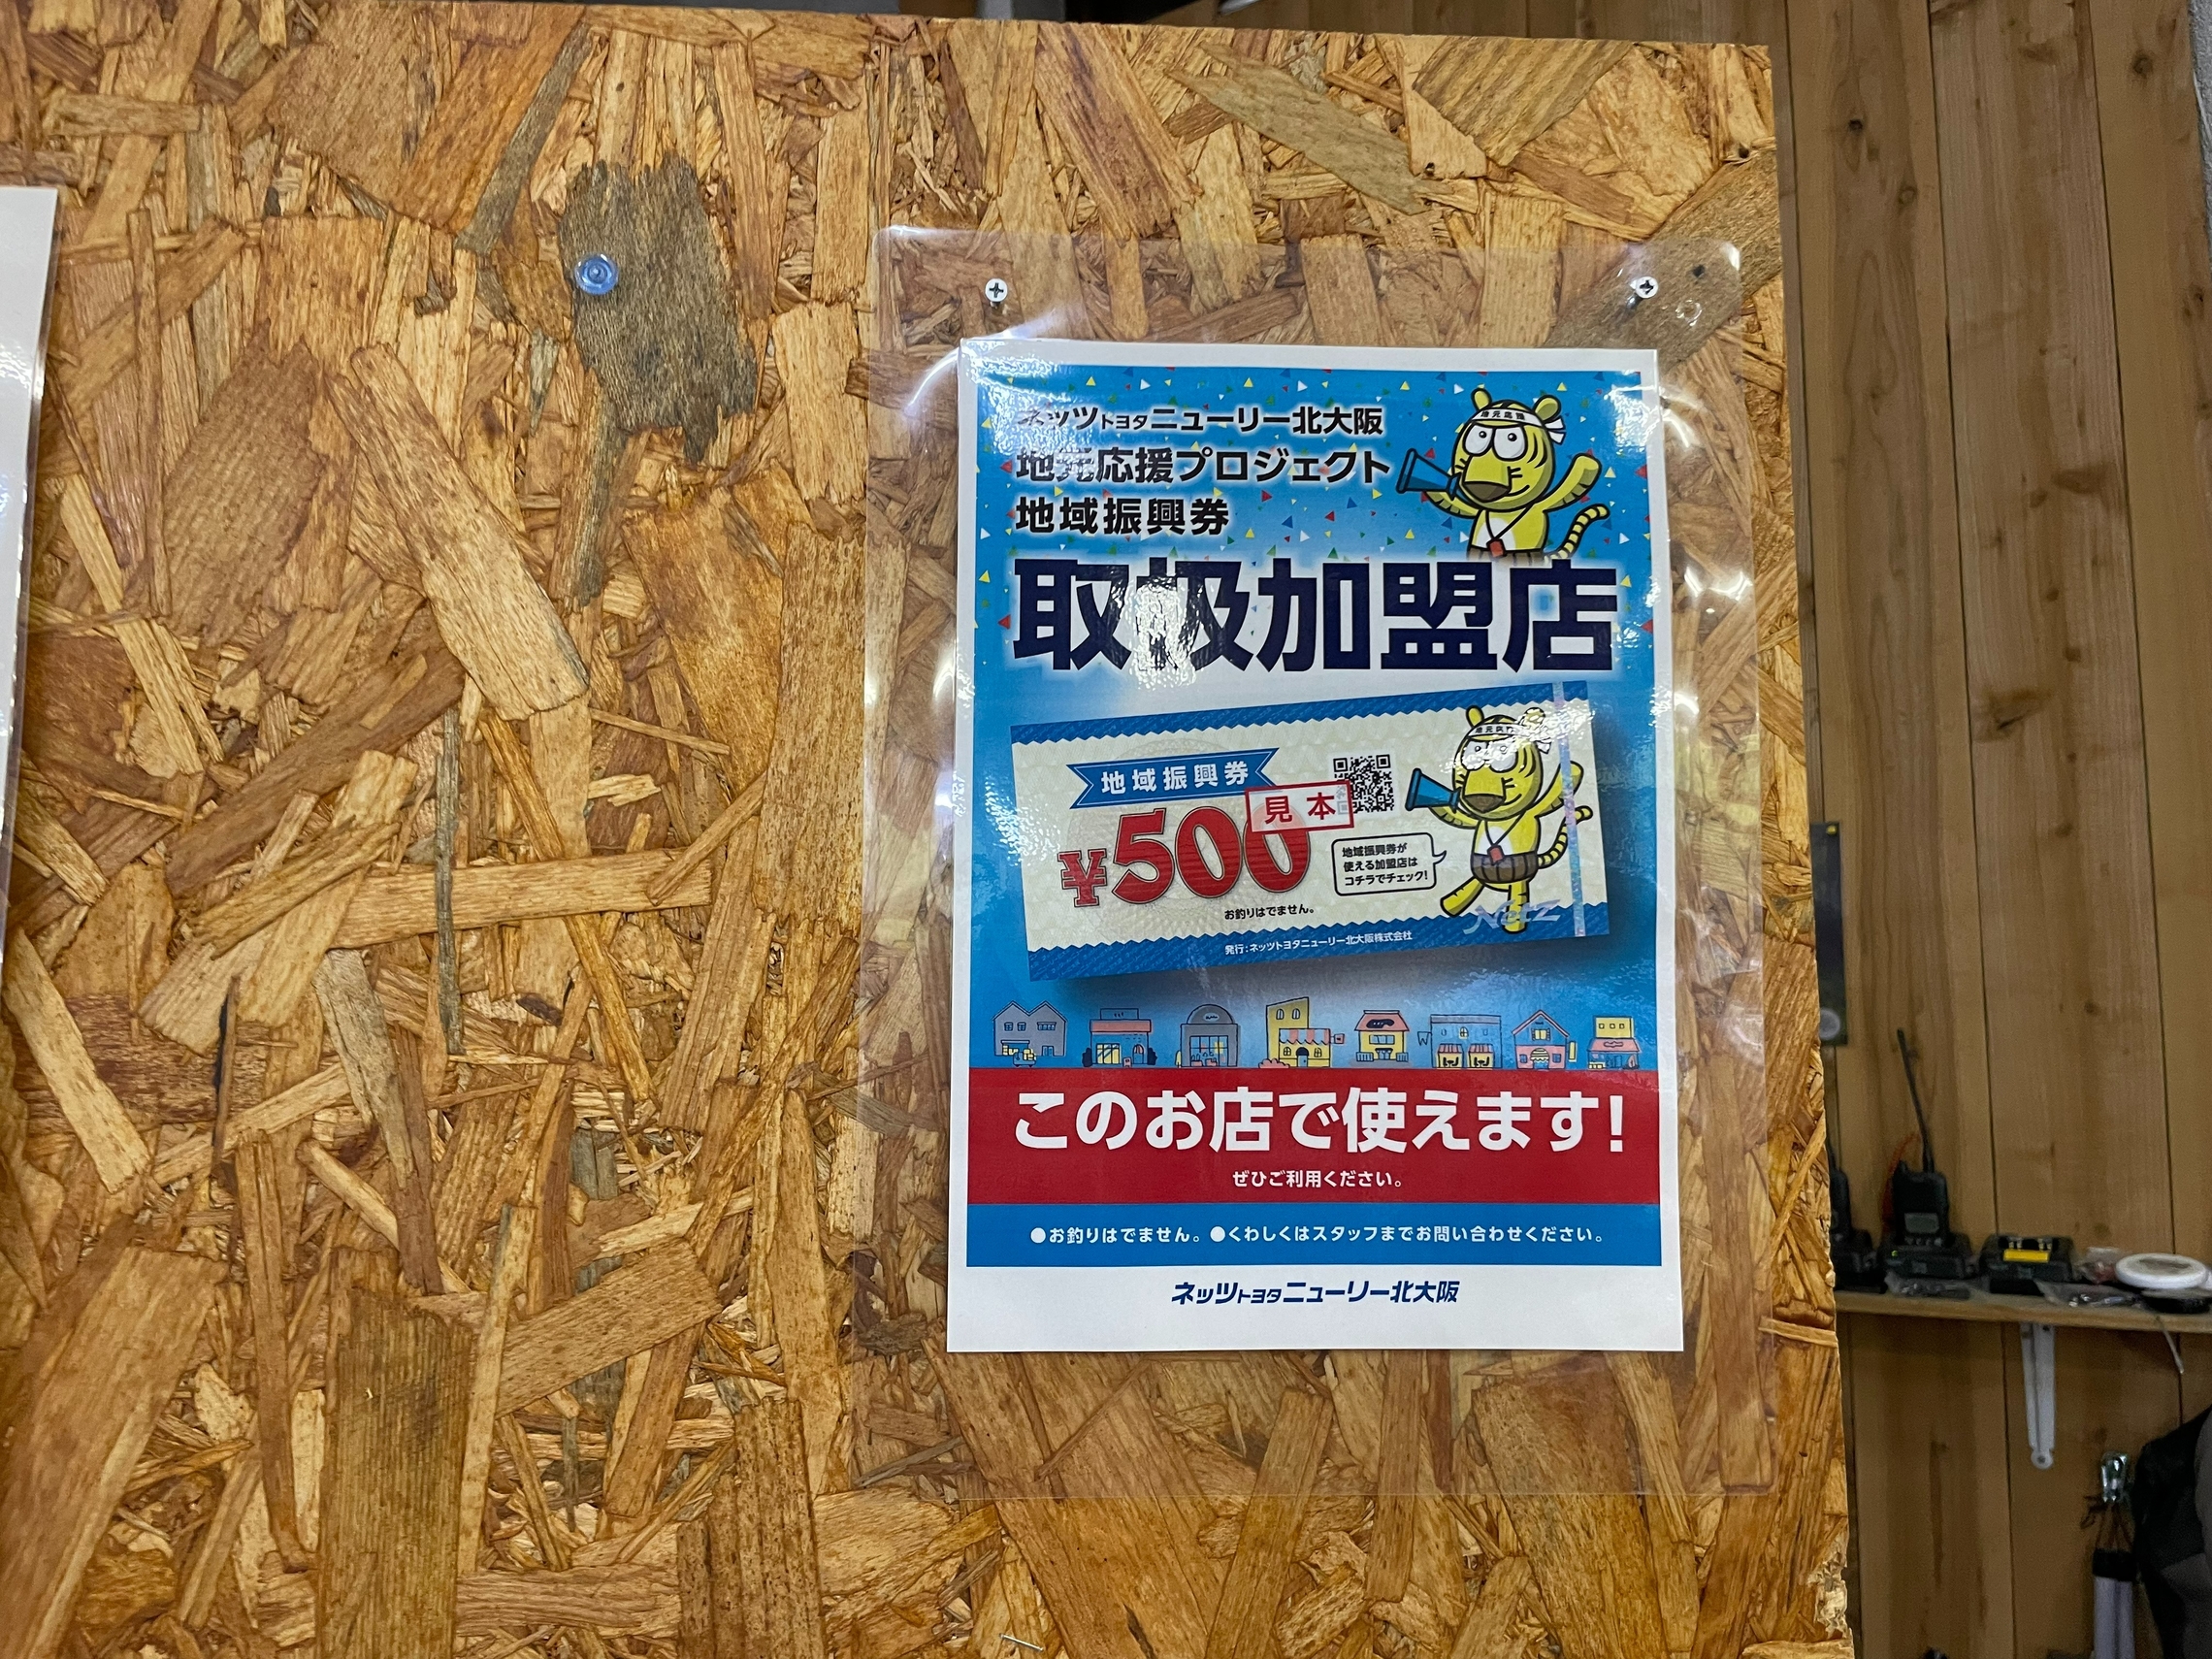 ネッツトヨタニューリー北大阪
地元応援プロジェクト
地域振興券
取扱加盟店
地元応援
地域振興券
見本
¥500
地域振興券が
使える加盟店は
コチラでチェック!
お釣りはでません。
Netz
発行:ネッツトヨタニューリー北大阪株式会社
このお店で使えます!
ぜひご利用ください。
●お釣りはでません。●くわしくはスタッフまでお問い合わせください。
ネッツトヨタニューリー北大阪